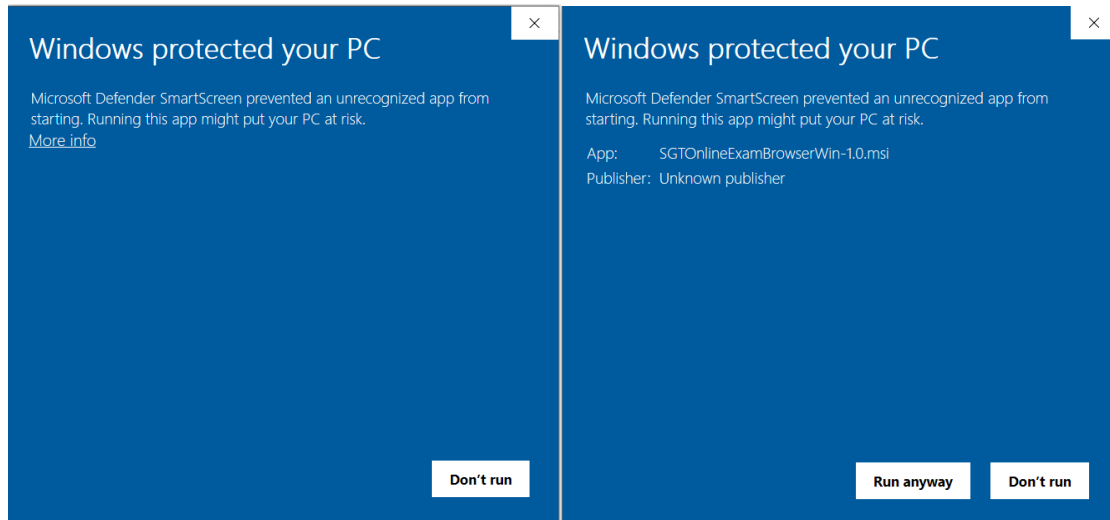 Windows protected your PC
Microsoft Defender SmartScreen prevented an unrecognized app from
starting. Running this app might put your PC at risk.
More info
Don't run
Windows protected your PC
Microsoft Defender SmartScreen prevented an unrecognized app from
starting. Running this app might put your PC at risk.
App: SGTOnlineExamBrowserWin-1.0.msi
Publisher: Unknown publisher
Run anyway Don't run